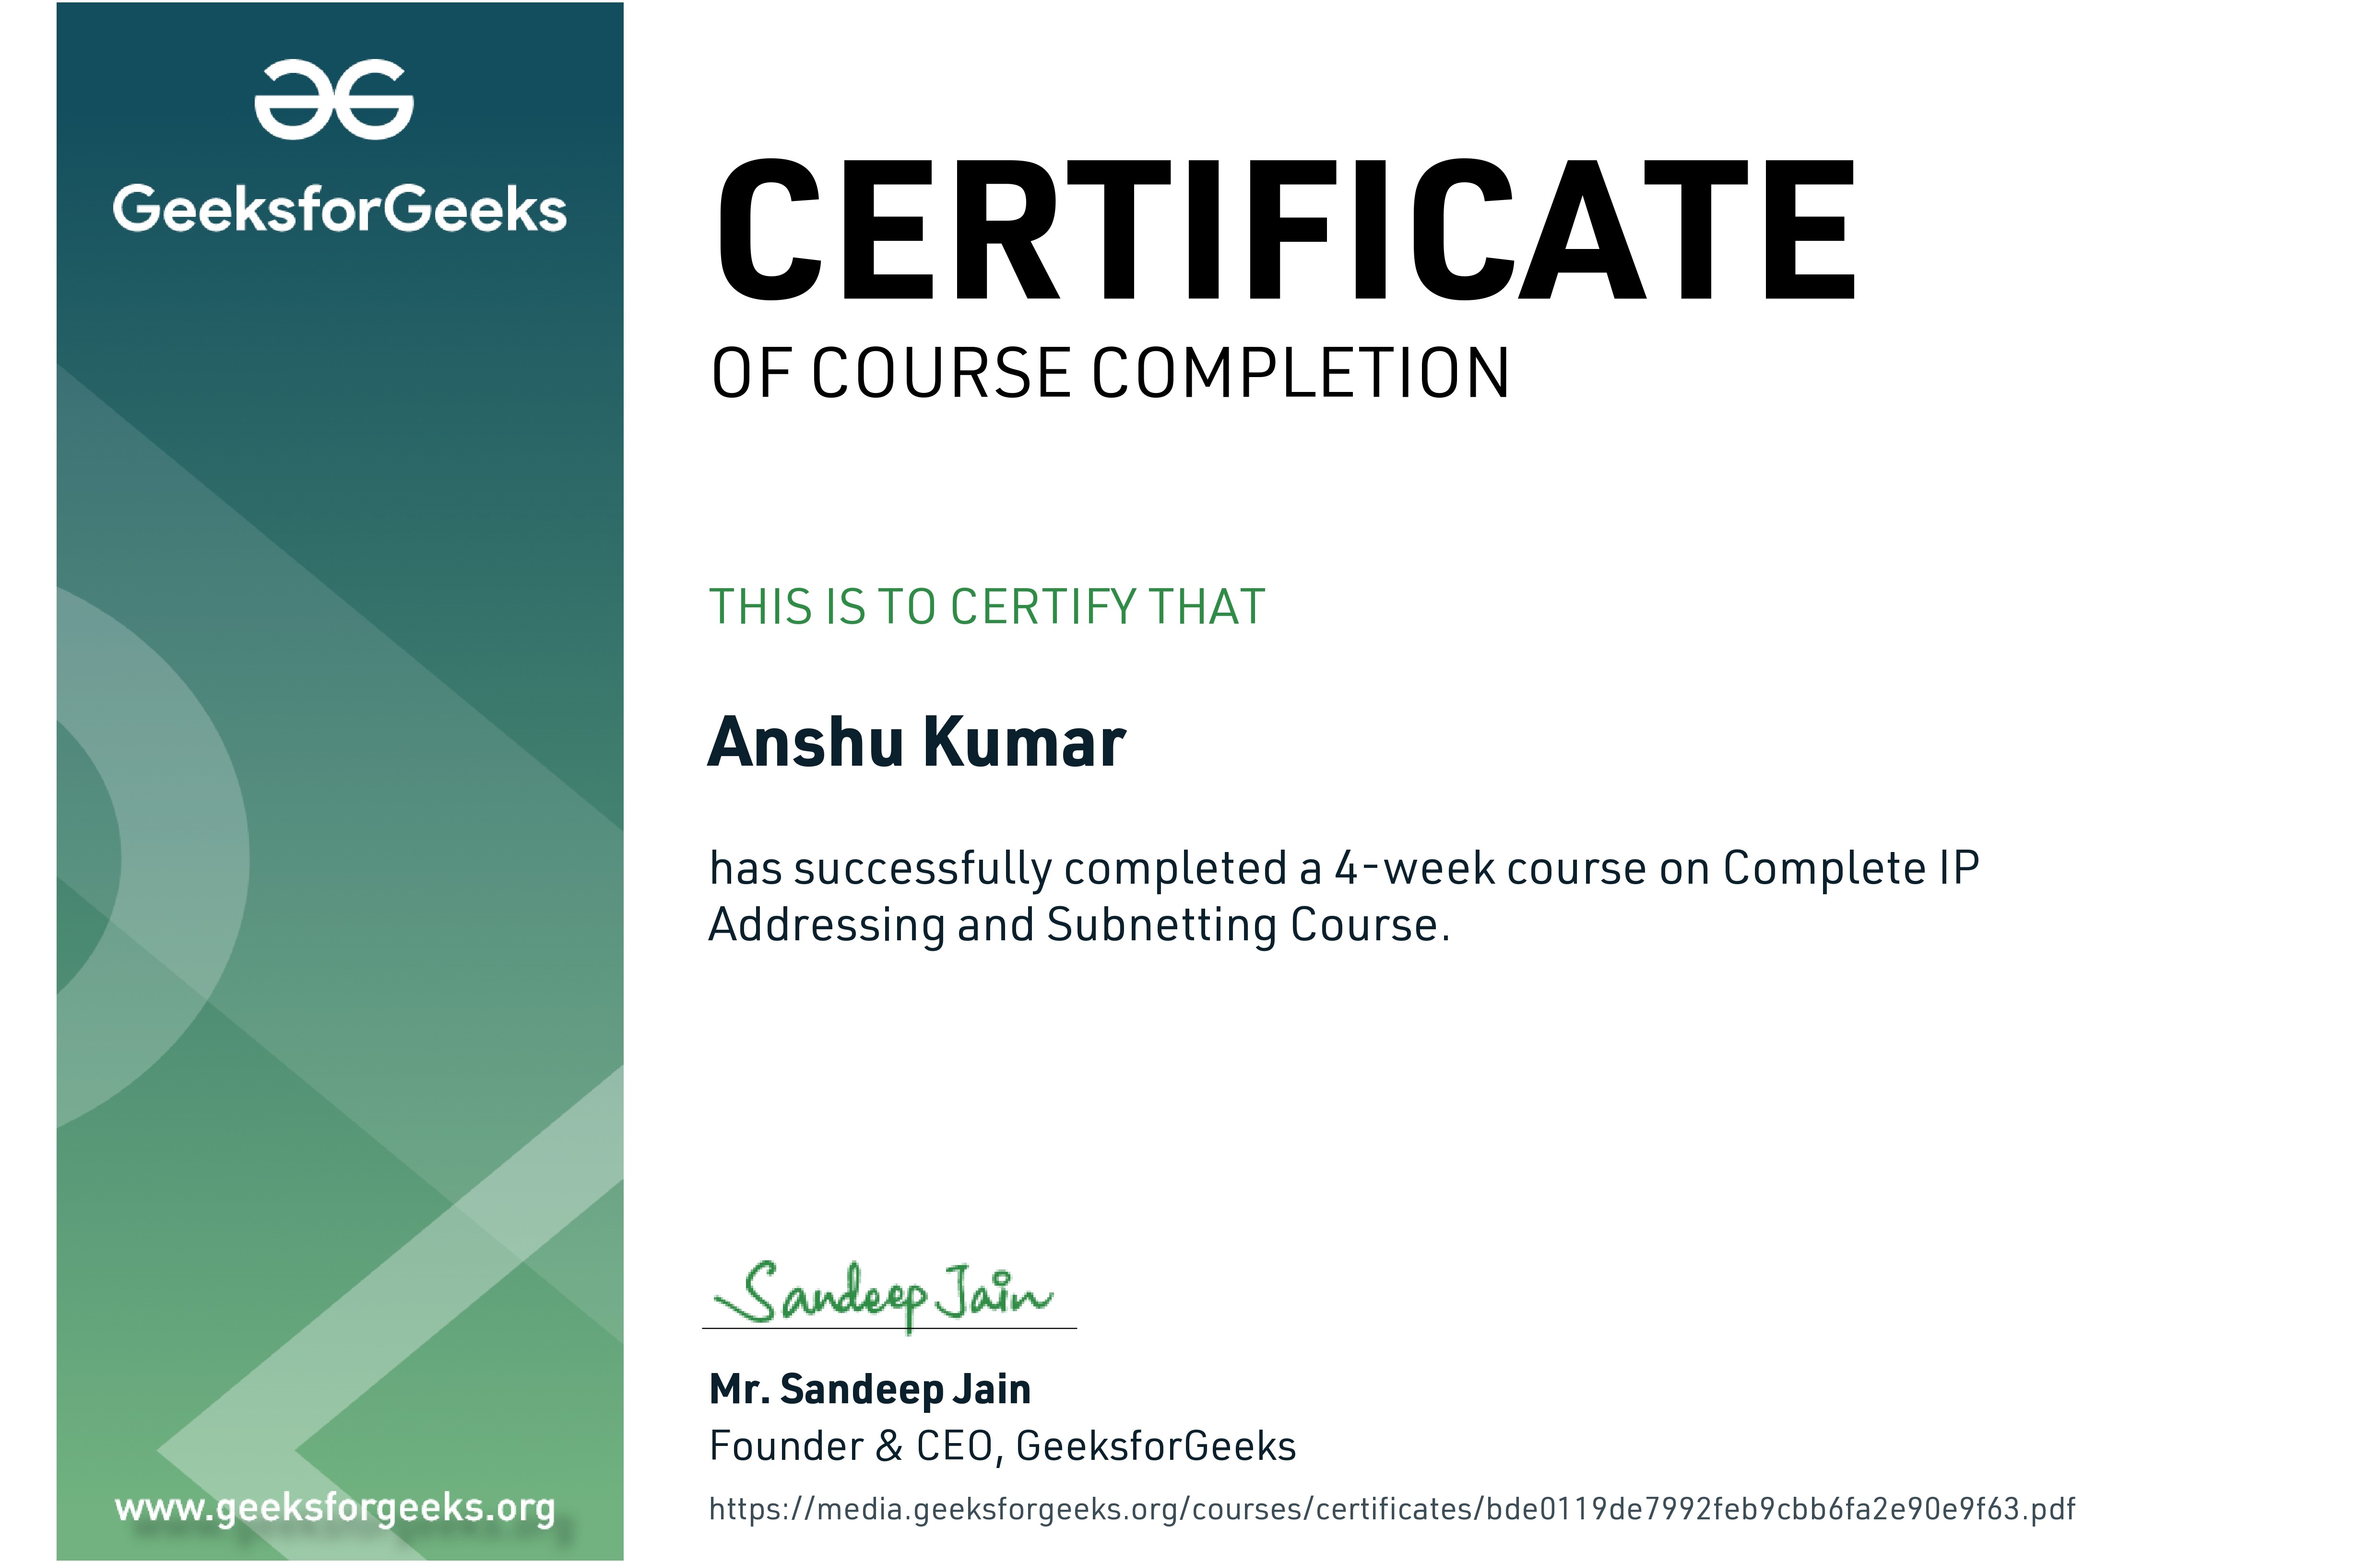 GeeksforGeeks
CERTIFICATE
OF COURSE COMPLETION
THIS IS TO CERTIFY THAT
Anshu Kumar
has successfully completed a 4-week course on Complete IP
Addressing and Subnetting Course.
Sandeep Jain
Mr. Sandeep Jain
Founder & CEO, GeeksforGeeks
https://media.geeksforgeeks.org/courses/certificates/bde0119de7992feb9cbb6fa2e90e9f63.pdf
www.geeksforgeeks.org